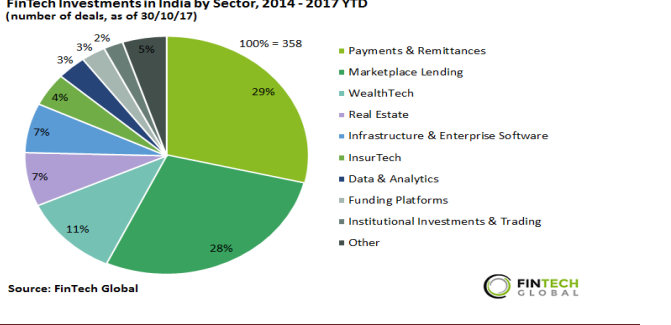 FinTech Investments in India by Sector, 2014 - 2017 YTD
(number of deals, as of 30/10/17)
100% = 358
29%
28%
11%
7%
7%
4%
3%
3%
2%
5%
Payments & Remittances
Marketplace Lending
WealthTech
Real Estate
Infrastructure & Enterprise Software
InsurTech
Data & Analytics
Funding Platforms
Institutional Investments & Trading
Other
Source: FinTech Global
FINTECH
GLOBAL